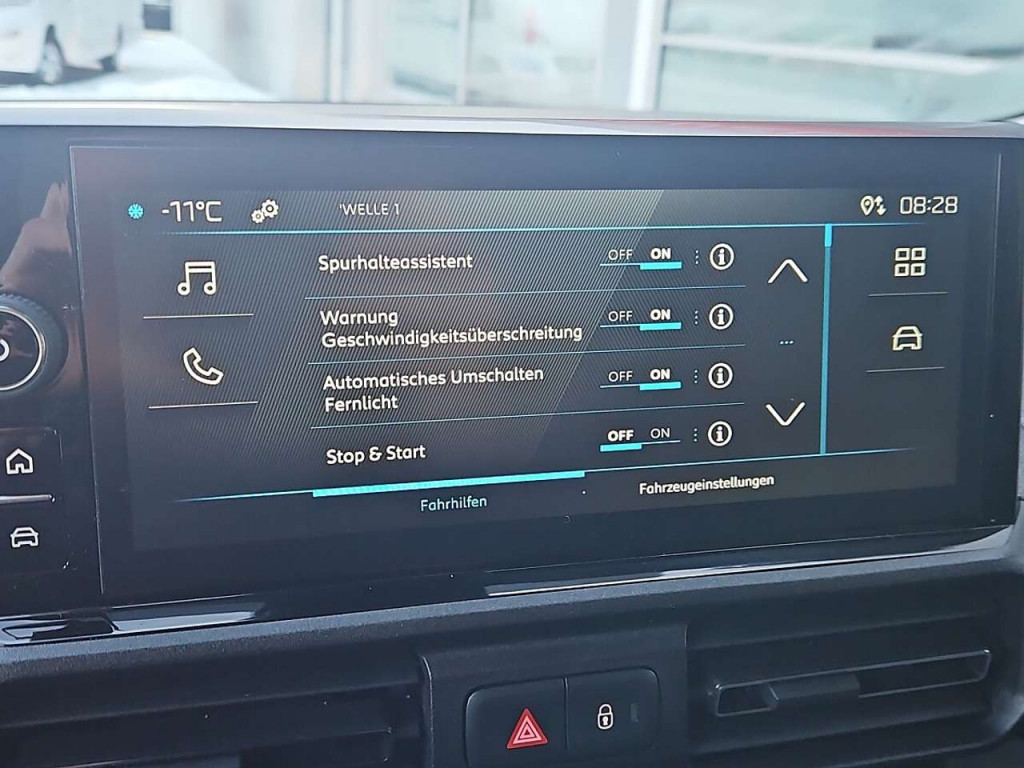 -11°C 'WELLE 1 08:28
Spurhalteassistent OFF ON
Warnung
Geschwindigkeitsüberschreitung OFF ON
Automatisches Umschalten
Fernlicht OFF ON
Stop & Start OFF ON
Fahrhilfen Fahrzeugeinstellungen